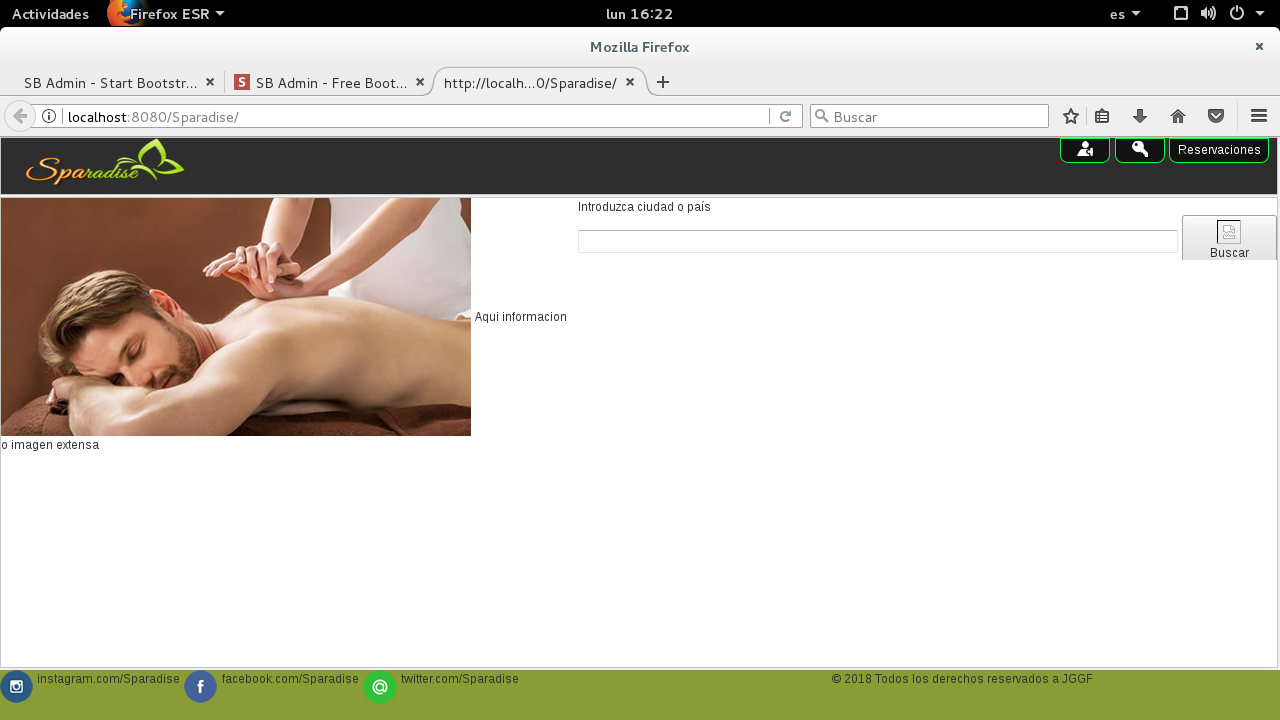 Actividades Firefox ESR lun 16:22 es
Mozilla Firefox
SB Admin - Start Bootstr... SB Admin - Free Boot... http://localh...0/Sparadise/
localhost:8080/Sparadise/ Buscar
Sparadise Reservaciones
Introduzca ciudad o país
Buscar
Aqui informacion
o imagen extensa
instagram.com/Sparadise facebook.com/Sparadise twitter.com/Sparadise © 2018 Todos los derechos reservados a JGGF